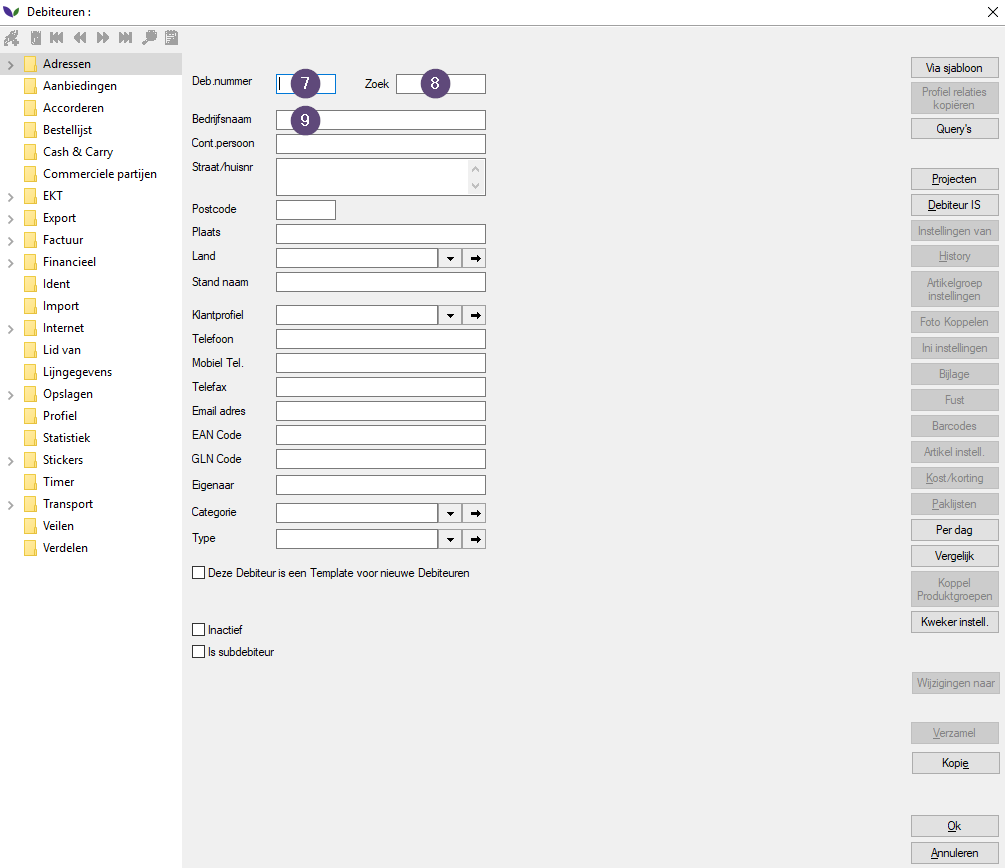 Debiteuren :
Adressen
Aanbiedingen
Accorderen
Bestellijst
Cash & Carry
Commerciele partijen
EKT
Export
Factuur
Financieel
Ident
Import
Internet
Lid van
Lijngegevens
Opslagen
Profiel
Statistiek
Stickers
Timer
Transport
Veilen
Verdelen
Deb.nummer 7 Zoek 8
Bedrijfsnaam 9
Cont.persoon
Straat/huisnr
Postcode
Plaats
Land
Stand naam
Klantprofiel
Telefoon
Mobiel Tel.
Telefax
Email adres
EAN Code
GLN Code
Eigenaar
Categorie
Type
Deze Debiteur is een Template voor nieuwe Debiteuren
Inactief
Is subdebiteur
Via sjabloon
Profiel relaties
kopiëren
Query's
Projecten
Debiteur IS
Instellingen van
History
Artikelgroep
instellingen
Foto Koppelen
Ini instellingen
Bijlage
Fust
Barcodes
Artikel instell.
Kost/korting
Paklijsten
Per dag
Vergelijk
Koppel
Produktgroepen
Kweker instell.
Wijzigingen naar
Verzamel
Kopie
Ok
Annuleren